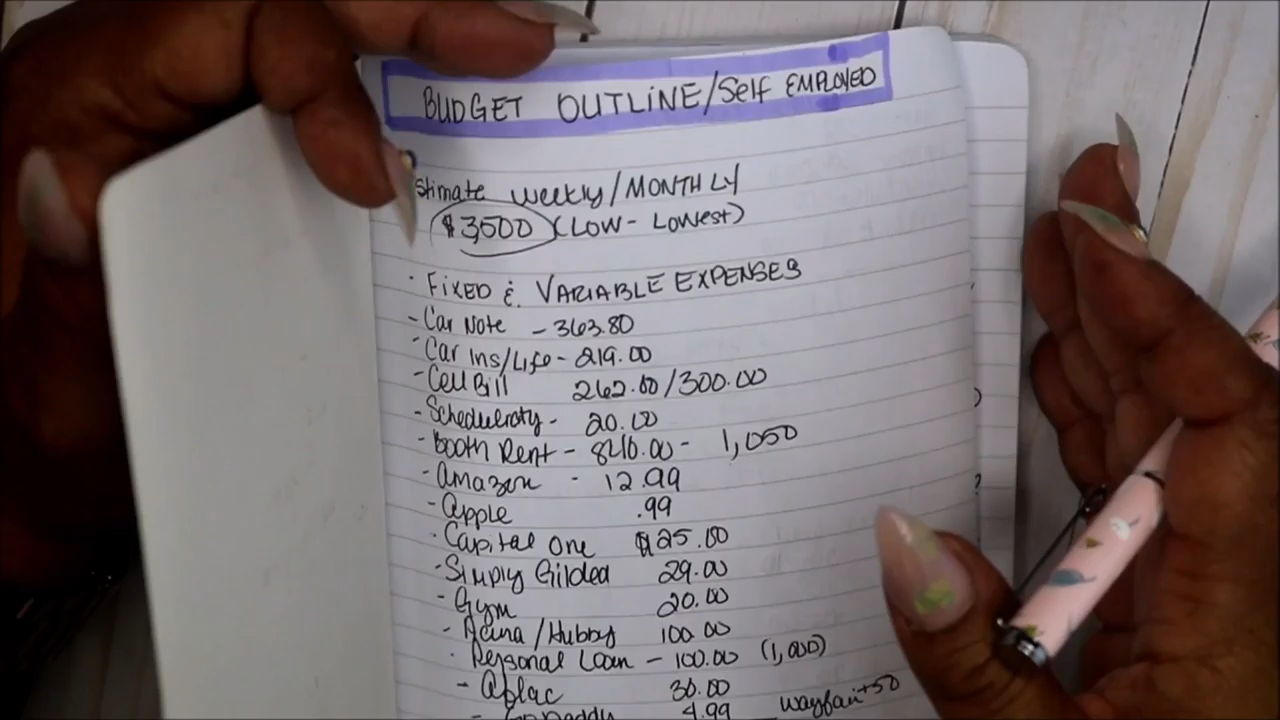 BUDGET OUTLINE/Self EMPLOYED
stimate weekly/MONTHLY
$3,500 (LOW - LOWEST)
· FIXED & VARIABLE EXPENSES
- Car Note - 363.80
- Car Ins/Life - 219.00
- Cell Bill 262.00/300.00
- Schedulicity - 20.00
- Booth Rent - 840.00 - 1,050
- Amazon - 12.99
- Apple .99
· Capital One $25.00
- Simply Gilded 29.00
- Gym 20.00
- /Hubby 100.00
· Personal Loan - 100.00 (1,000)
- Aflac 30.00
- GoDaddy 4.99 wayfair+50